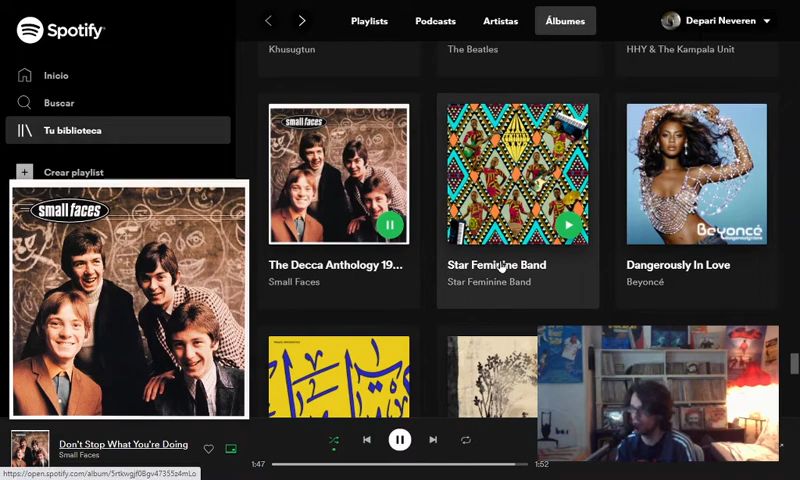 Spotify
Inicio
Buscar
Tu biblioteca
Crear playlist
Playlists
Podcasts
Artistas
Álbumes
Depari Neveren
Khusugtun
The Beatles
HHY & The Kampala Unit
small faces
The Decca Anthology 19...
Small Faces
Star Feminine Band
Star Feminine Band
Beyoncé
Dangerously In Love
Beyoncé
small faces
Don't Stop What You're Doing
Small Faces
1:47
1:52
https://open.spotify.com/album/5rtkwgjf0Bgv47355z4mLo